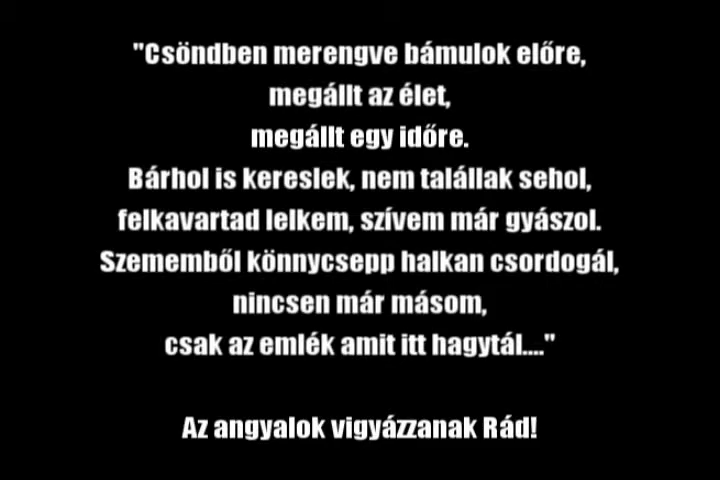 "Csöndben merengve bámulok előre,
megállt az élet,
megállt egy időre.
Bárhol is kereslek, nem talállak sehol,
felkavartad lelkem, szívem már gyászol.
Szememből könnycsepp halkan csordogál,
nincsen már másom,
csak az emlék amit itt hagytál...."
Az angyalok vigyázzanak Rád!